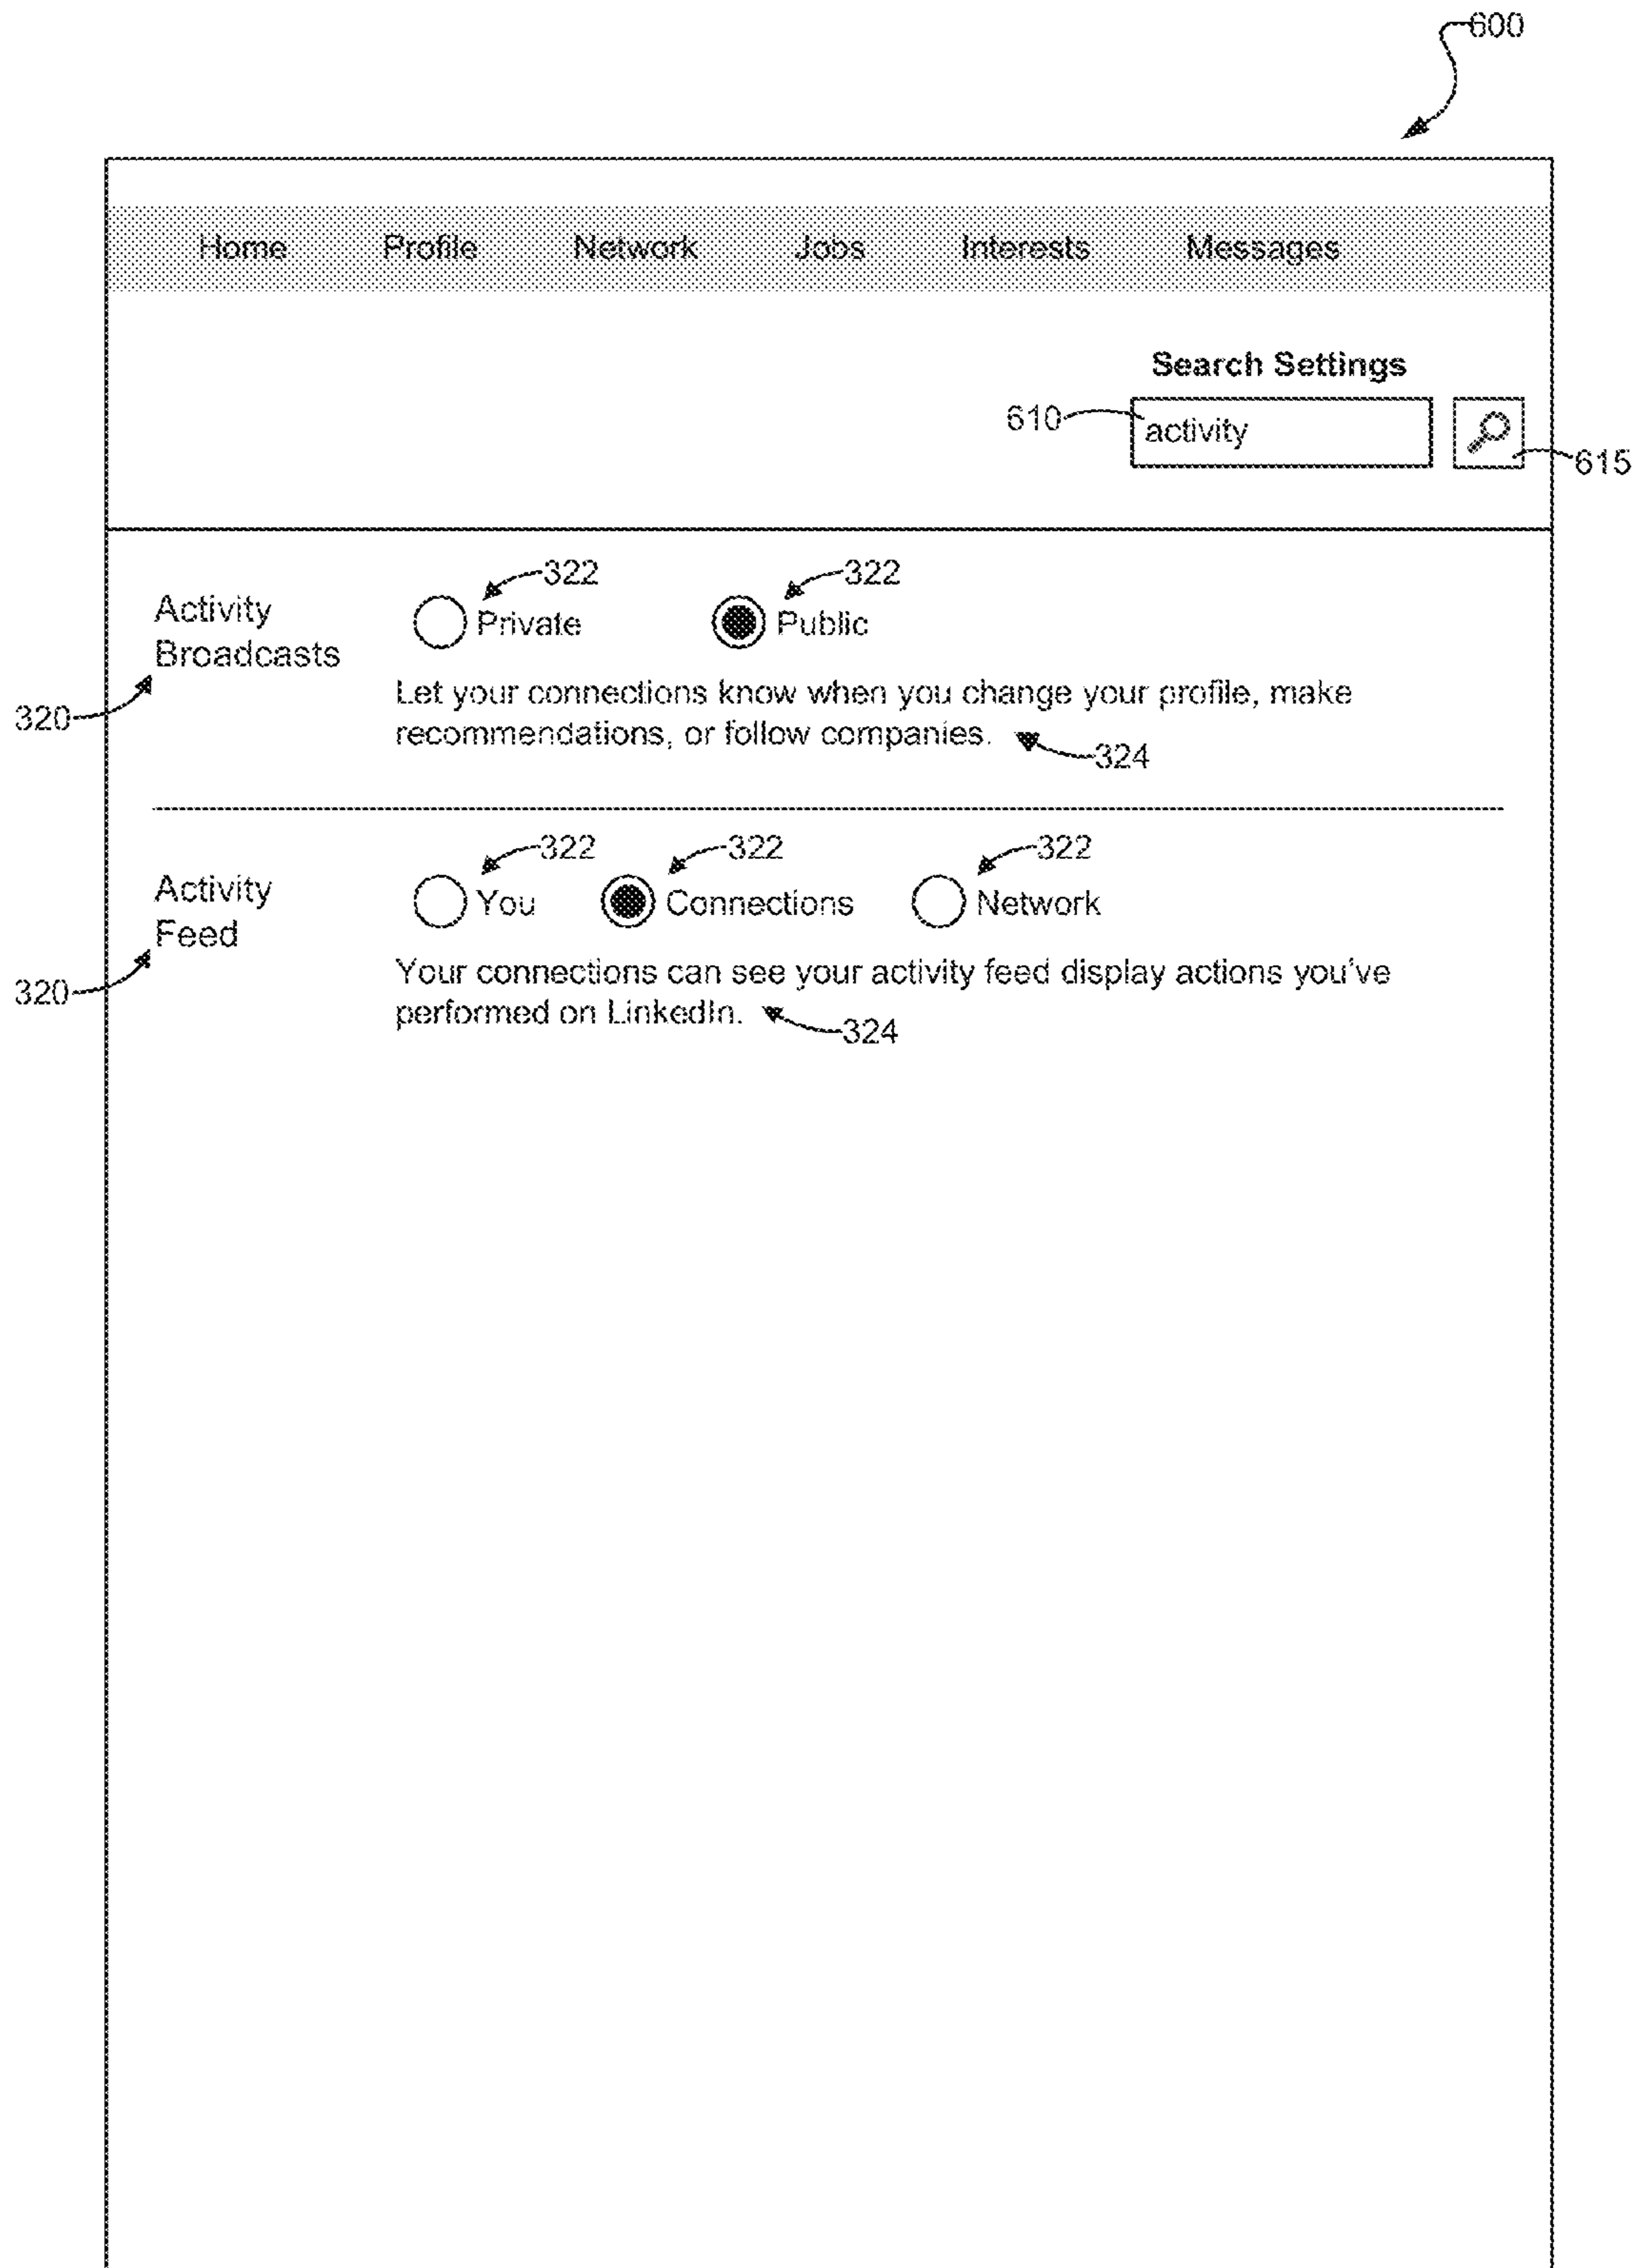 600
Home Profile Network Jobs Interests Messages
Search Settings
610 activity
615
322 322
Activity Broadcasts
Private Public
320
Let your connections know when you change your profile, make
recommendations, or follow companies.
324
322 322 322
Activity Feed
You Connections Network
320
Your connections can see your activity feed display actions you've
performed on LinkedIn.
324